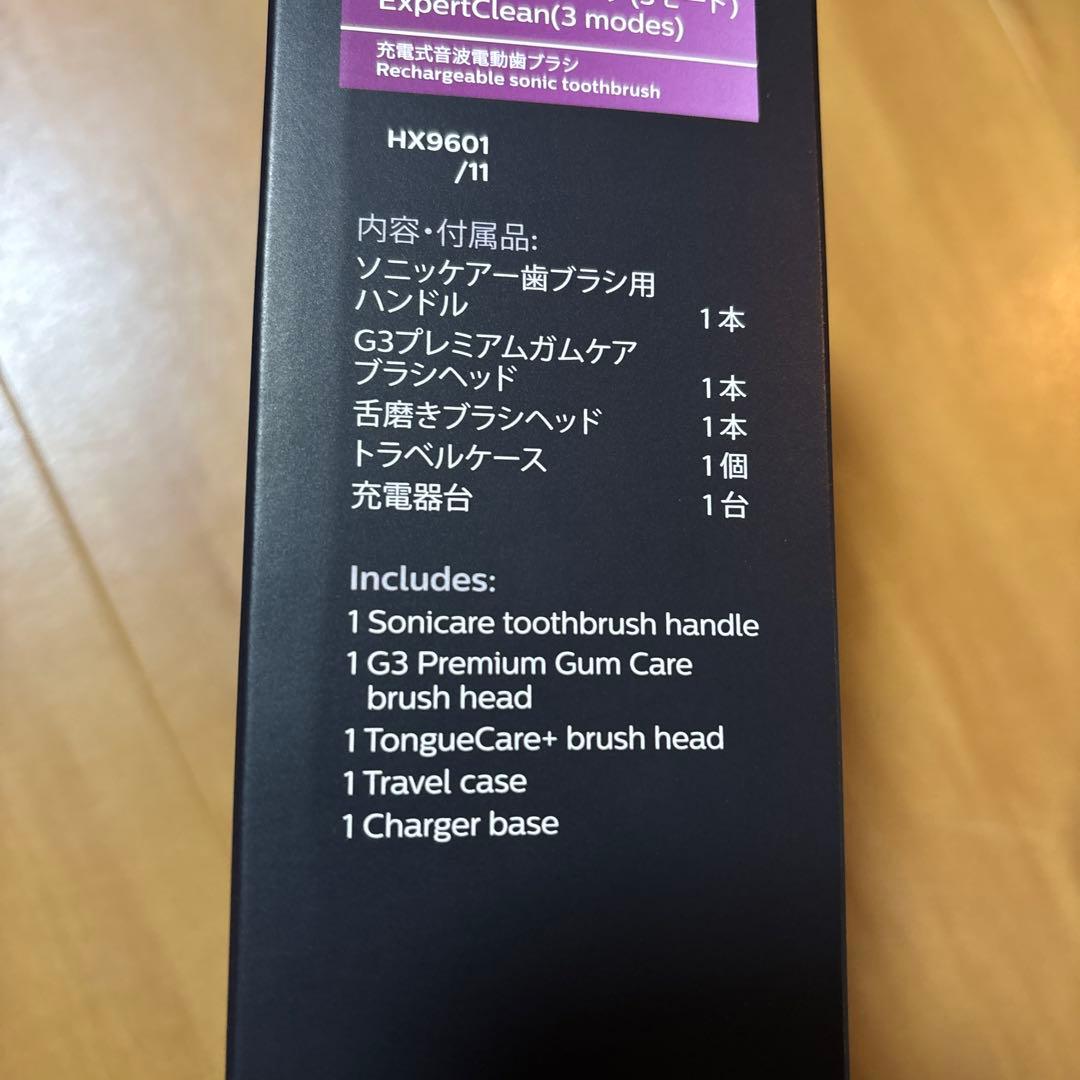 (3モード)
ExpertClean(3 modes)
充電式音波電動歯ブラシ
Rechargeable sonic toothbrush
HX9601
/11
内容・付属品:
ソニッケアー歯ブラシ用
ハンドル 1本
G3プレミアムガムケア
ブラシヘッド 1本
舌磨きブラシヘッド 1本
トラベルケース 1個
充電器台 1台
Includes:
1 Sonicare toothbrush handle
1 G3 Premium Gum Care
brush head
1 TongueCare+ brush head
1 Travel case
1 Charger base